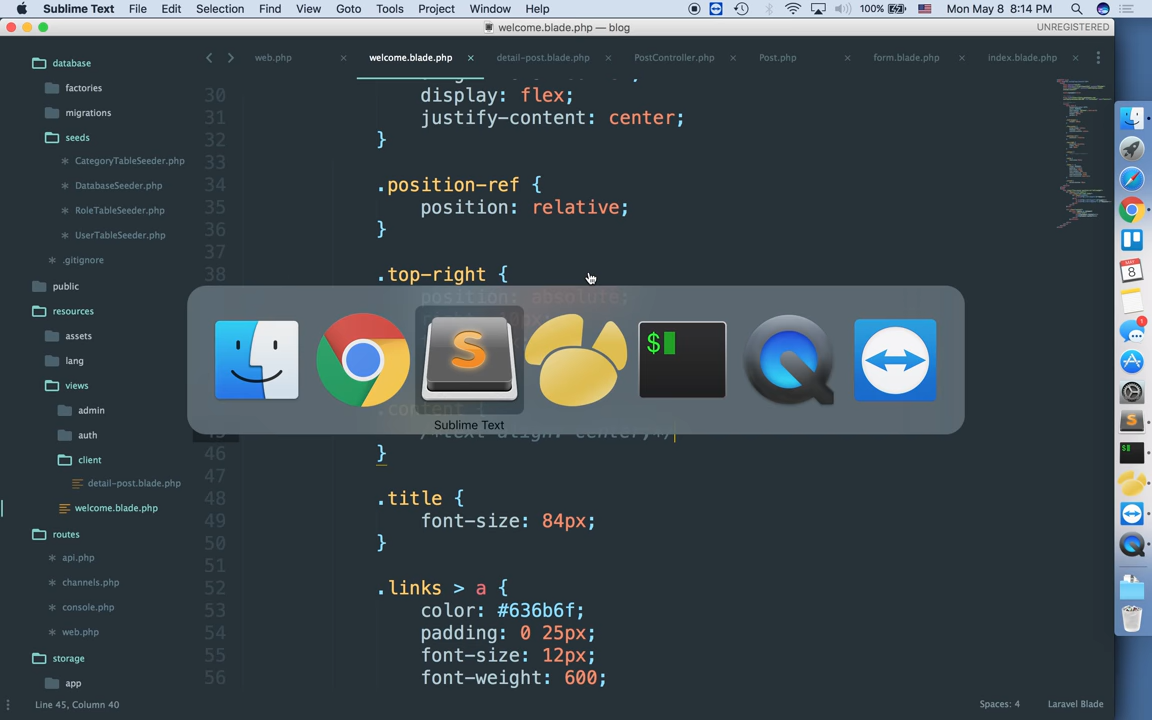 Sublime Text File Edit Selection Find View Goto Tools Project Window Help 100% Mon May 8 8:14 PM
welcome.blade.php — blog UNREGISTERED
web.php × welcome.blade.php × detail-post.blade.php × PostController.php × Post.php × form.blade.php × index.blade.php ×
database
factories
migrations
seeds
CategoryTableSeeder.php
DatabaseSeeder.php
RoleTableSeeder.php
UserTableSeeder.php
.gitignore
public
resources
assets
lang
views
admin
auth
client
detail-post.blade.php
welcome.blade.php
routes
api.php
channels.php
console.php
web.php
storage
app
30 display: flex;
31 justify-content: center;
32 }
33
34 .position-ref {
35 position: relative;
36 }
37
38 .top-right {
position: absolute;
.content {
/*text-align: center;*/
46 }
47
48 .title {
49 font-size: 84px;
50 }
51
52 .links > a {
53 color: #636b6f;
54 padding: 0 25px;
55 font-size: 12px;
56 font-weight: 600;
S
$
Sublime Text
8
1
Line 45, Column 40 Spaces: 4 Laravel Blade